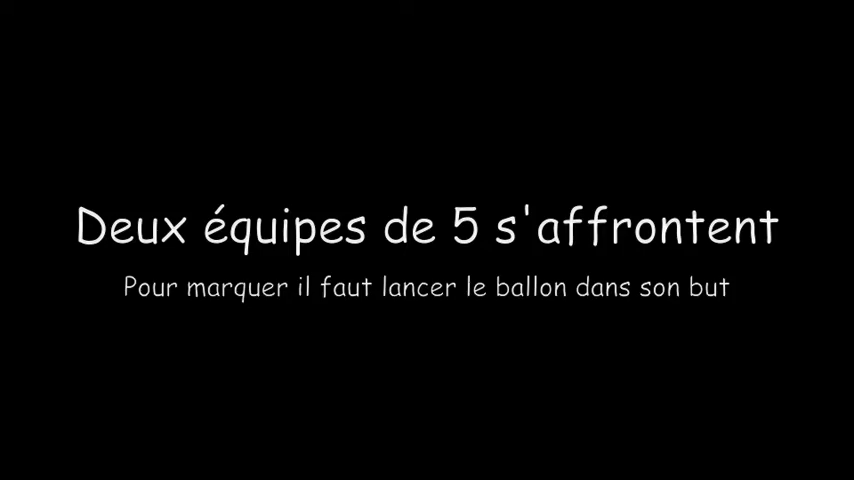 Deux équipes de 5 s'affrontent
Pour marquer il faut lancer le ballon dans son but